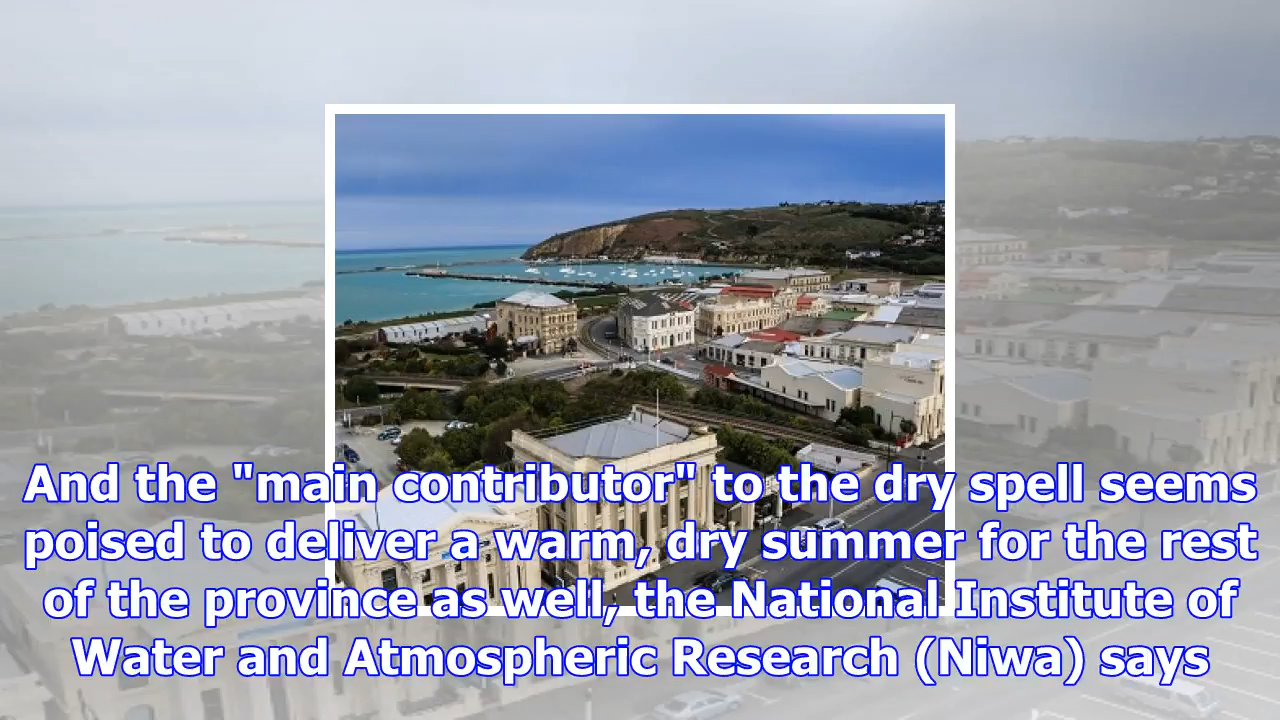 And the "main contributor" to the dry spell seems
poised to deliver a warm, dry summer for the rest
of the province as well, the National Institute of
Water and Atmospheric Research (Niwa) says